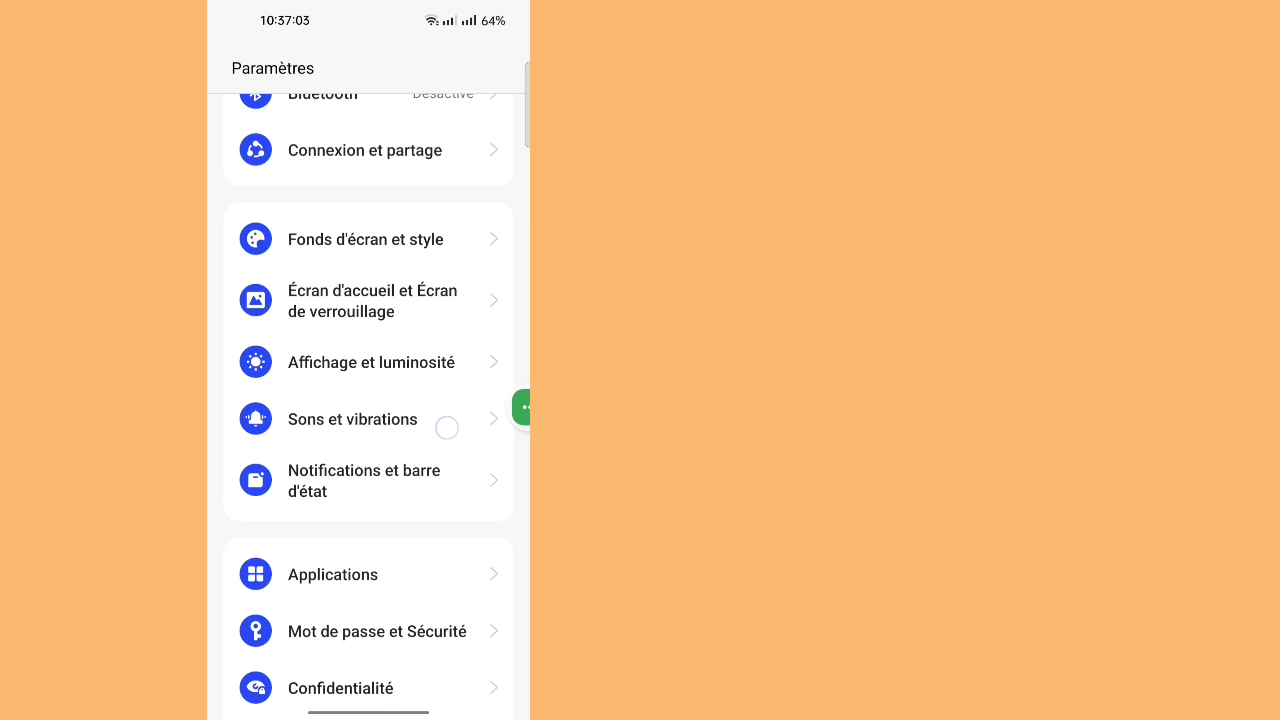 10:37:03
64%
Paramètres
Bluetooth
Désactivé
Connexion et partage
Fonds d'écran et style
Écran d'accueil et Écran
de verrouillage
Affichage et luminosité
Sons et vibrations
Notifications et barre
d'état
Applications
Mot de passe et Sécurité
Confidentialité